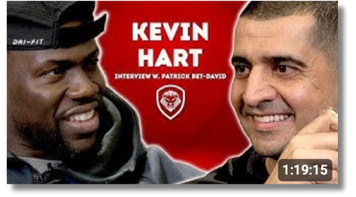 DRI-FIT
KEVIN
HART
INTERVIEW W. PATRICK BET-DAVID
1:19:15